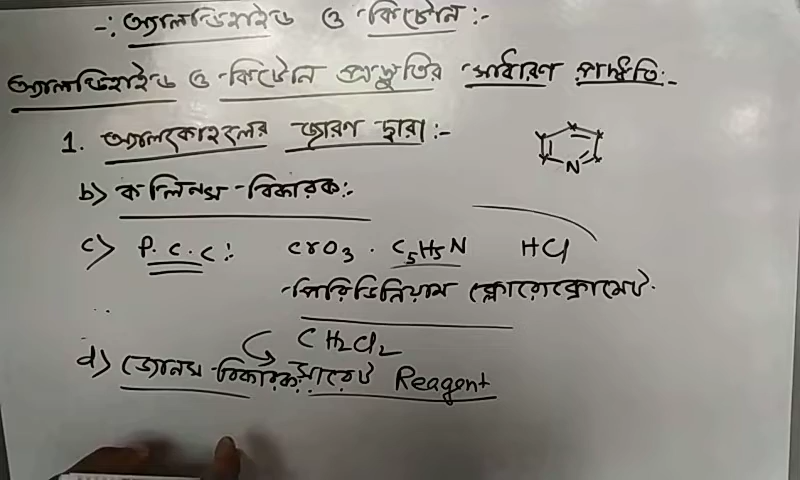 -: অ্যালডিহাইড ও কিটোন :-
অ্যালডিহাইড ও কিটোন প্রস্তুতির সাধারণ পদ্ধতি:-
1. অ্যালকোহলের জারণ দ্বারা :-
N
b) কলিনস বিকারক:-
c) P.C.C: CrO3 . C5H5N HCl
পিরিডিনিয়াম ক্লোরোক্রোমেট
CH2Cl2
d) জোনস বিকারক: সারেট Reagent